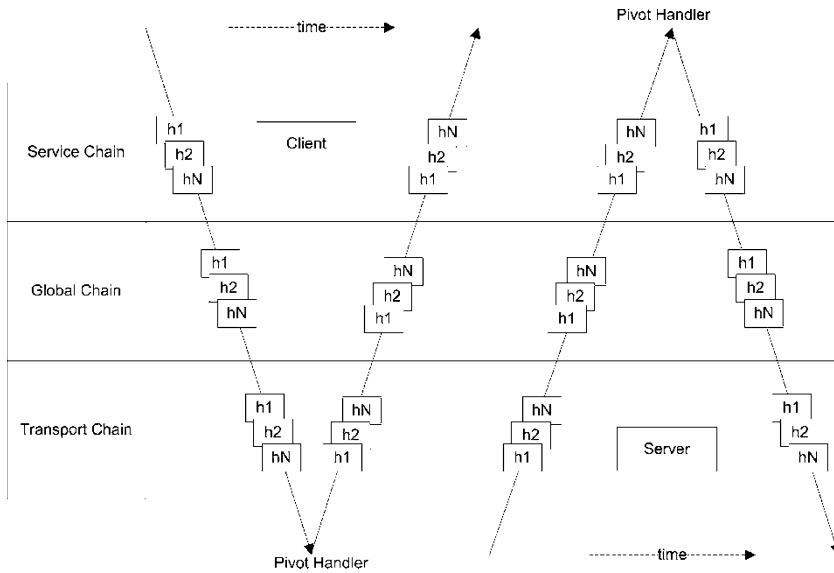 Pivot Handler
time
h1
hN
hN
h1
Service Chain
Client
h2
h2
h2
h2
hN
h1
h1
hN
h1
hN
hN
h1
Global Chain
h2
h2
h2
h2
hN
h1
h1
hN
h1
hN
hN
h1
Transport Chain
h2
h2
h2
h2
hN
h1
h1
Server
hN
Pivot Handler
time